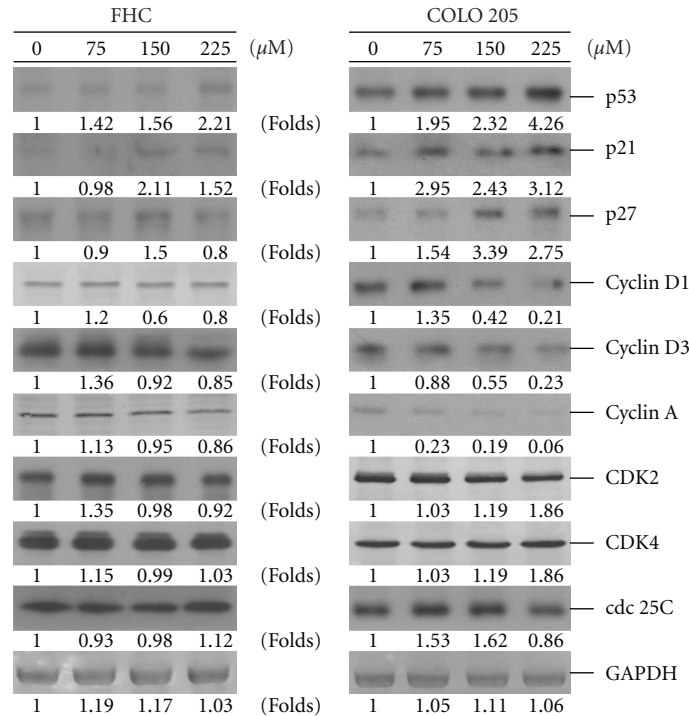 FHC COLO 205
0 75 150 225 (μM) 0 75 150 225 (μM)
p53
1 1.42 1.56 2.21 (Folds) 1 1.95 2.32 4.26
p21
1 0.98 2.11 1.52 (Folds) 1 2.95 2.43 3.12
p27
1 0.9 1.5 0.8 (Folds) 1 1.54 3.39 2.75
Cyclin D1
1 1.2 0.6 0.8 (Folds) 1 1.35 0.42 0.21
Cyclin D3
1 1.36 0.92 0.85 (Folds) 1 0.88 0.55 0.23
Cyclin A
1 1.13 0.95 0.86 (Folds) 1 0.23 0.19 0.06
CDK2
1 1.35 0.98 0.92 (Folds) 1 1.03 1.19 1.86
CDK4
1 1.15 0.99 1.03 (Folds) 1 1.03 1.19 1.86
cdc 25C
1 0.93 0.98 1.12 (Folds) 1 1.53 1.62 0.86
GAPDH
1 1.19 1.17 1.03 (Folds) 1 1.05 1.11 1.06